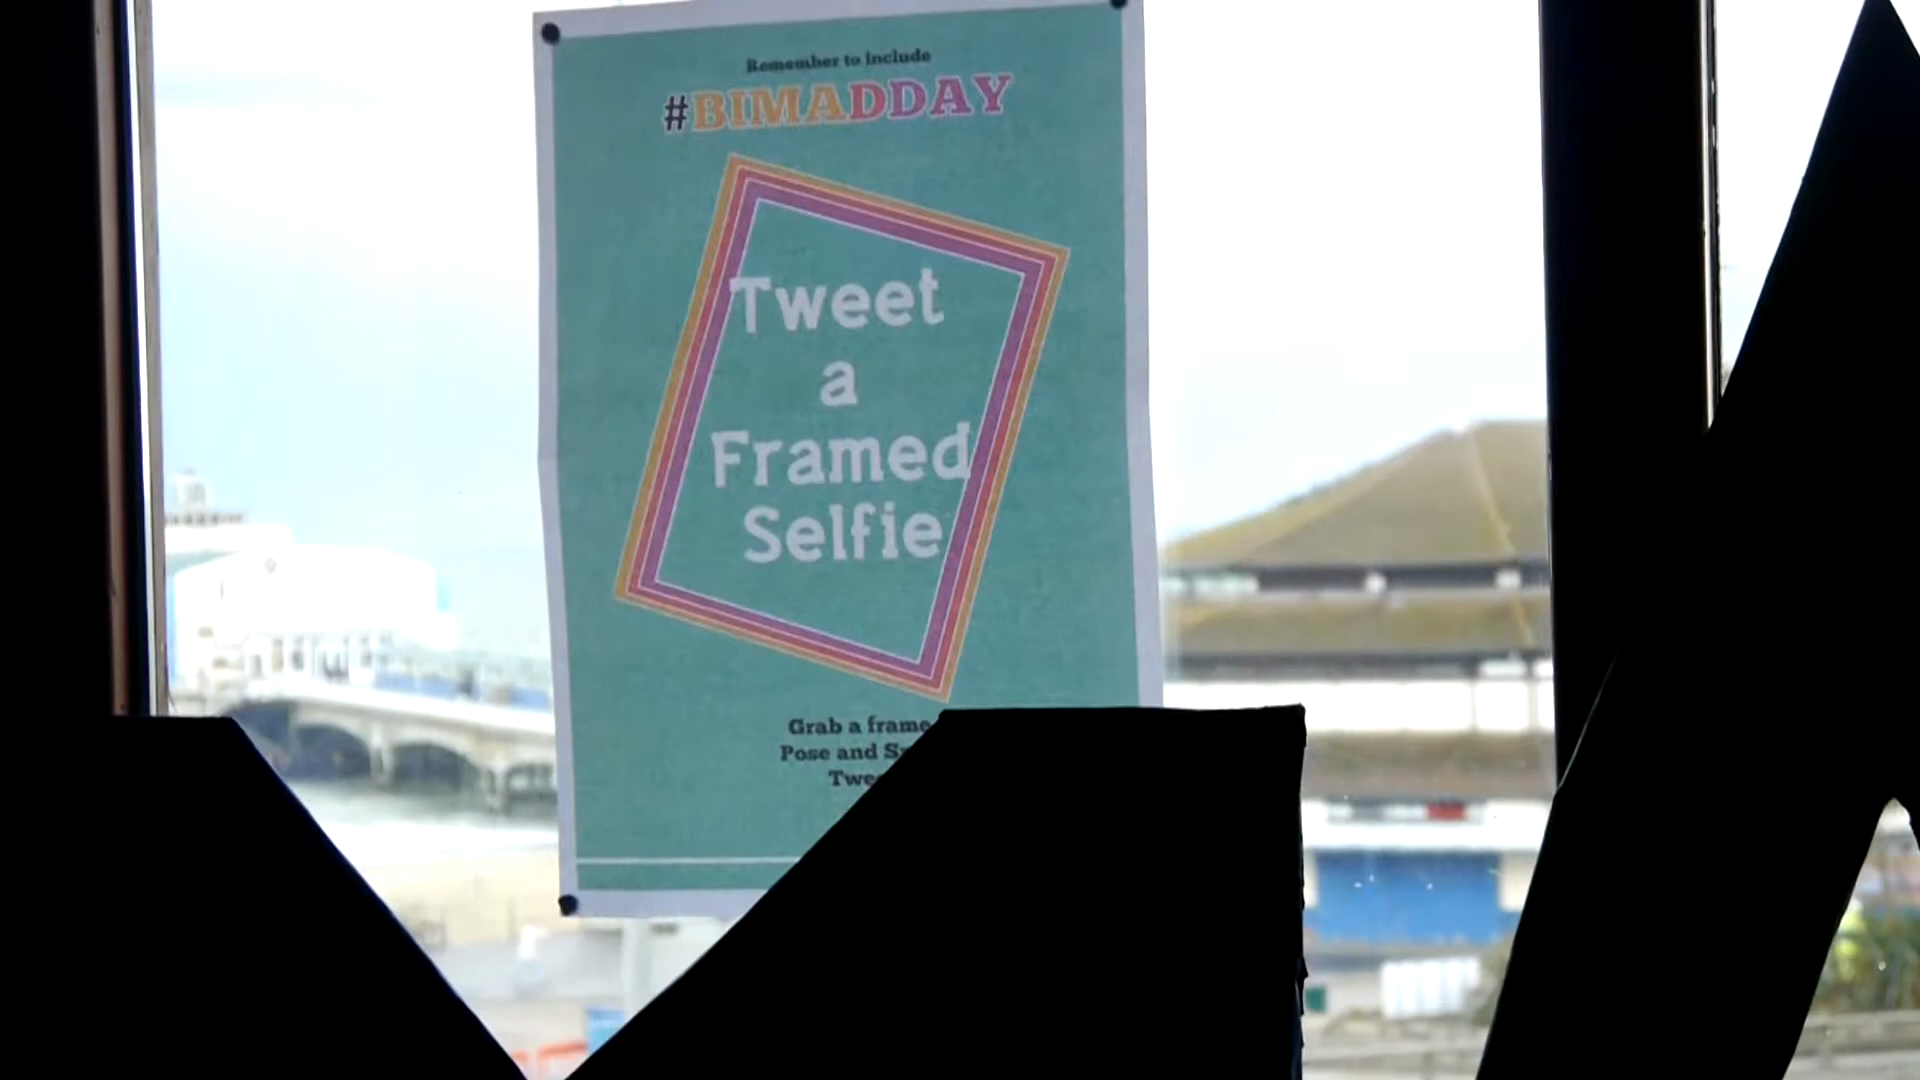 Remember to include
#BIMADDAY
Tweet
a
Framed
Selfie
Grab a frame
Pose and